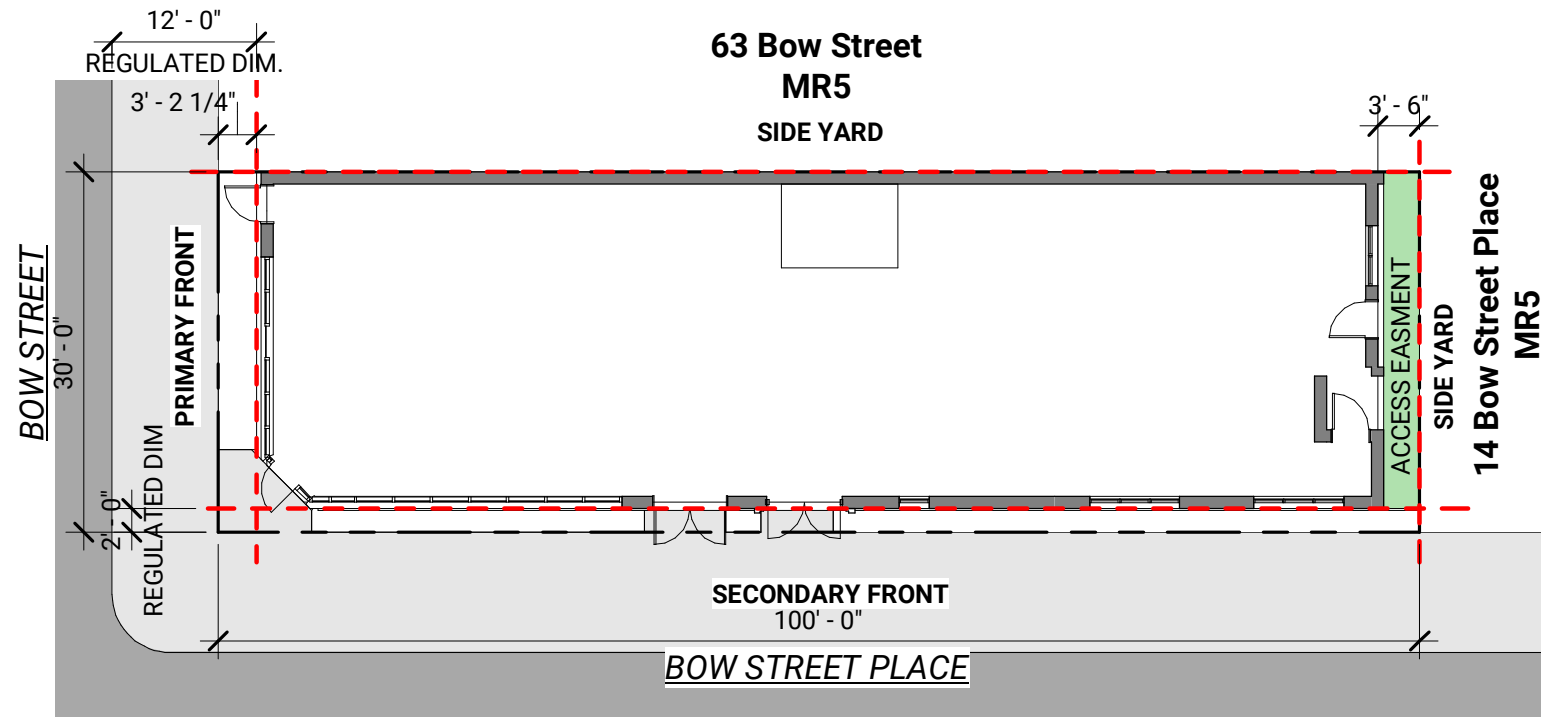 12' - 0"
REGULATED DIM.
3' - 2 1/4"
63 Bow Street
MR5
SIDE YARD
3' - 6"
BOW STREET
30' - 0"
PRIMARY FRONT
2' - 0"
REGULATED DIM
ACCESS EASMENT
SIDE YARD
14 Bow Street Place
MR5
SECONDARY FRONT
100' - 0"
BOW STREET PLACE